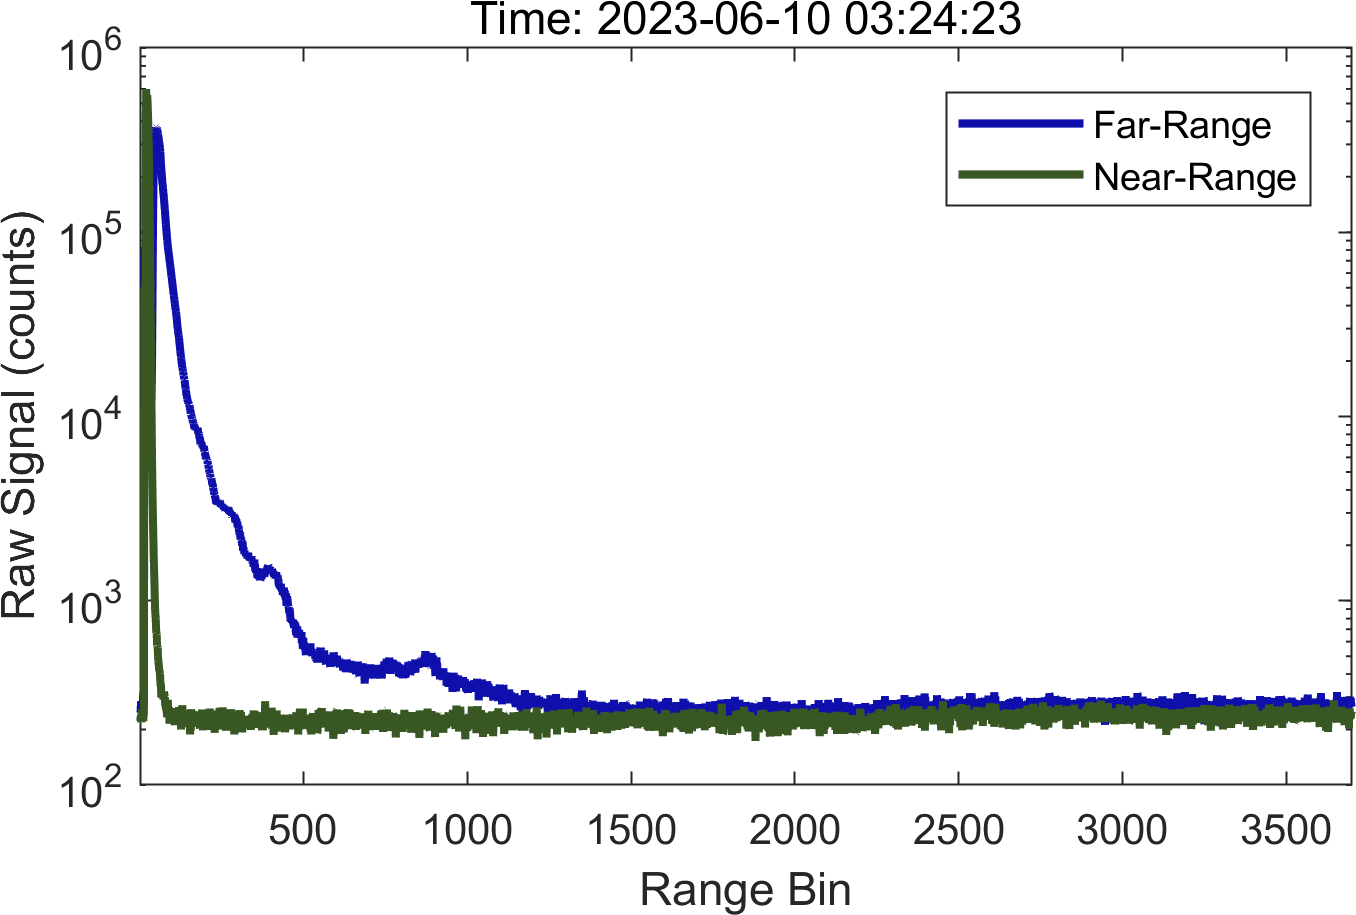 Time: 2023-06-10 03:24:23
10^6
10^5
10^4
10^3
10^2
Raw Signal (counts)
Far-Range
Near-Range
500 1000 1500 2000 2500 3000 3500
Range Bin